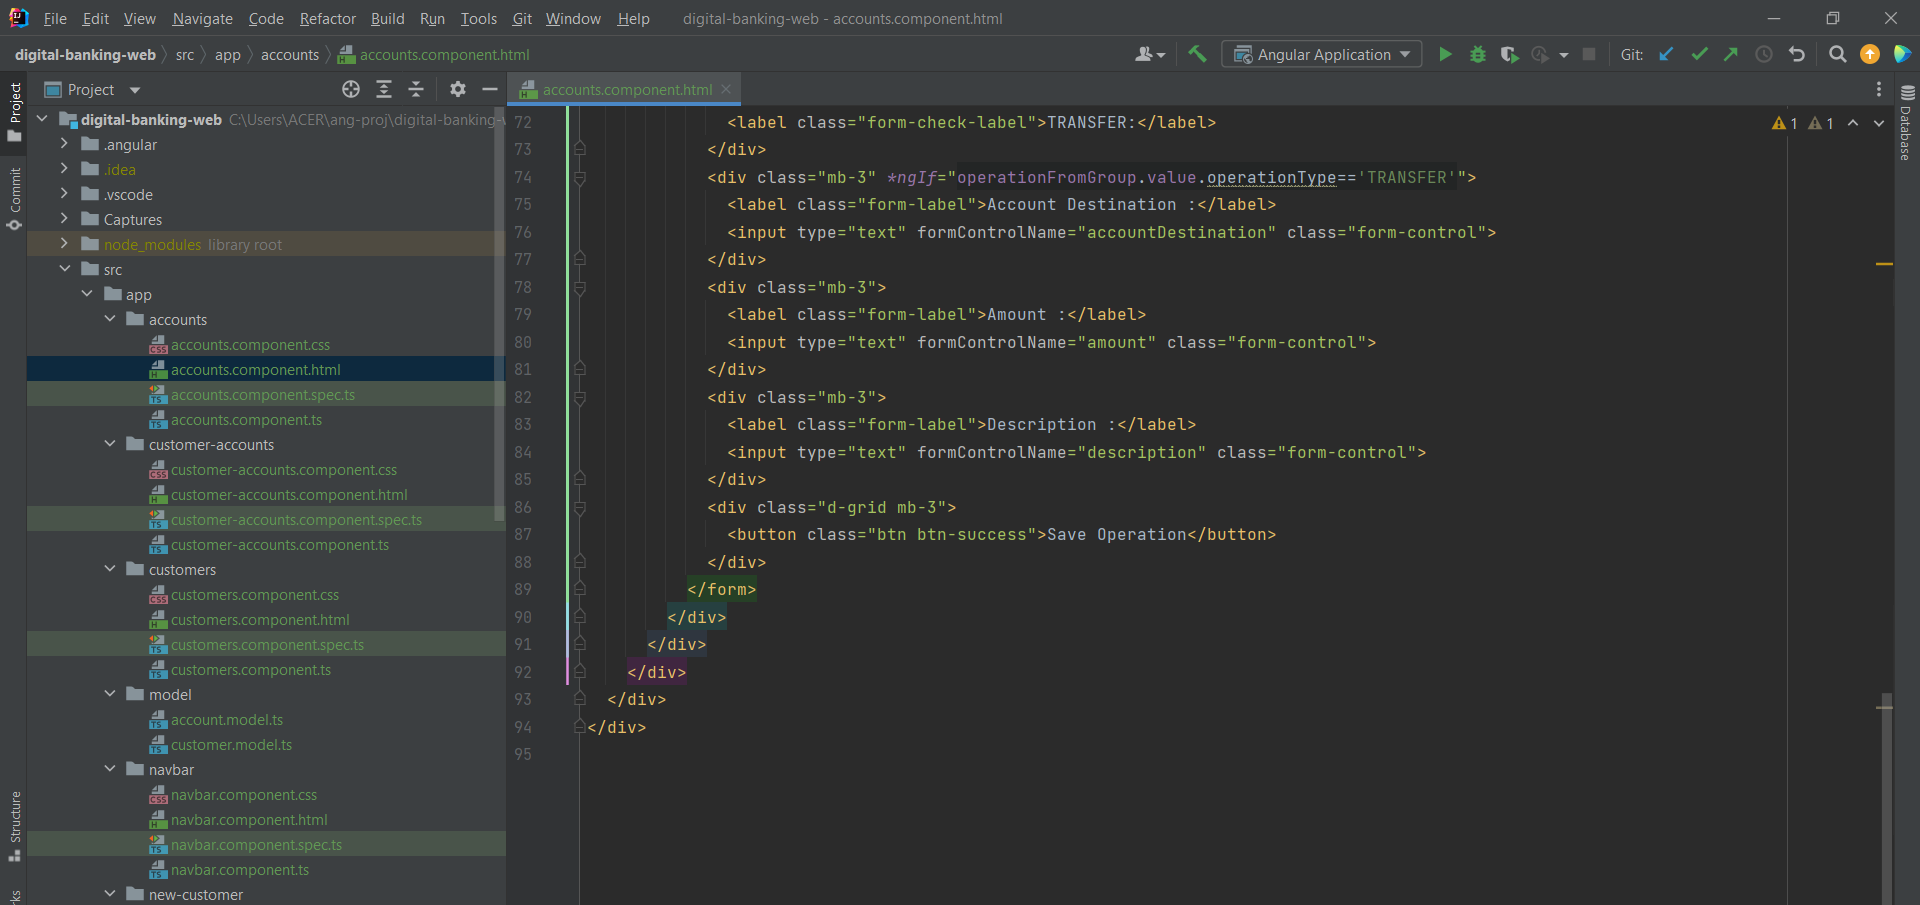 File Edit View Navigate Code Refactor Build Run Tools Git Window Help digital-banking-web - accounts.component.html
digital-banking-web src app accounts accounts.component.html Angular Application Git:
Project
accounts.component.html
Project
Commit
Structure
Database
digital-banking-web C:\Users\ACER\ang-proj\digital-banking-
.angular
.idea
.vscode
Captures
node_modules library root
src
app
accounts
accounts.component.css
accounts.component.html
accounts.component.spec.ts
accounts.component.ts
customer-accounts
customer-accounts.component.css
customer-accounts.component.html
customer-accounts.component.spec.ts
customer-accounts.component.ts
customers
customers.component.css
customers.component.html
customers.component.spec.ts
customers.component.ts
model
account.model.ts
customer.model.ts
navbar
navbar.component.css
navbar.component.html
navbar.component.spec.ts
navbar.component.ts
new-customer
1 1
72 <label class="form-check-label">TRANSFER:</label>
73 </div>
74 <div class="mb-3" *ngIf="operationFromGroup.value.operationType=='TRANSFER'">
75 <label class="form-label">Account Destination :</label>
76 <input type="text" formControlName="accountDestination" class="form-control">
77 </div>
78 <div class="mb-3">
79 <label class="form-label">Amount :</label>
80 <input type="text" formControlName="amount" class="form-control">
81 </div>
82 <div class="mb-3">
83 <label class="form-label">Description :</label>
84 <input type="text" formControlName="description" class="form-control">
85 </div>
86 <div class="d-grid mb-3">
87 <button class="btn btn-success">Save Operation</button>
88 </div>
89 </form>
90 </div>
91 </div>
92 </div>
93 </div>
94 </div>
95